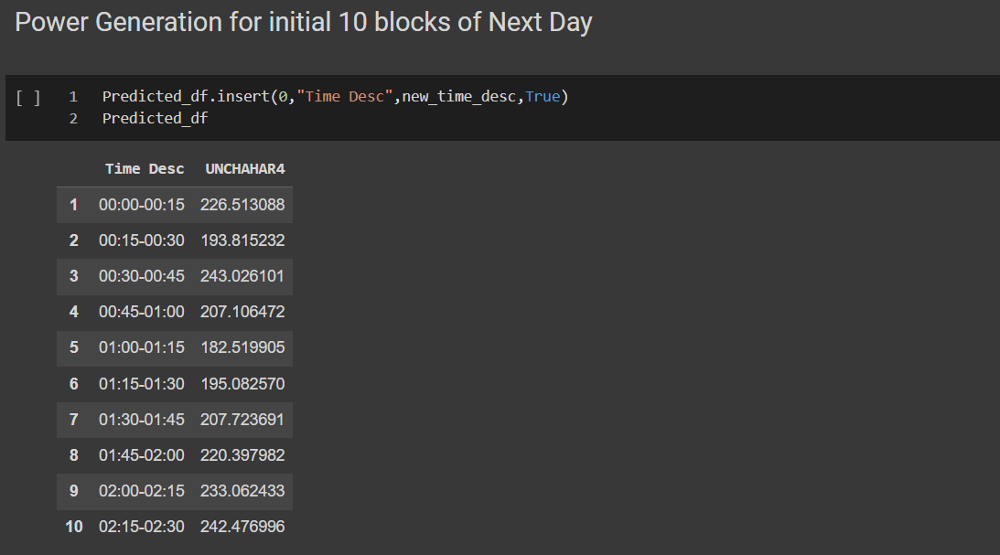 Power Generation for initial 10 blocks of Next Day
[ ] 1 Predicted_df.insert(0,"Time Desc",new_time_desc,True)
2 Predicted_df
Time Desc UNCHAHAR4
1 00:00-00:15 226.513088
2 00:15-00:30 193.815232
3 00:30-00:45 243.026101
4 00:45-01:00 207.106472
5 01:00-01:15 182.519905
6 01:15-01:30 195.082570
7 01:30-01:45 207.723691
8 01:45-02:00 220.397982
9 02:00-02:15 233.062433
10 02:15-02:30 242.476996